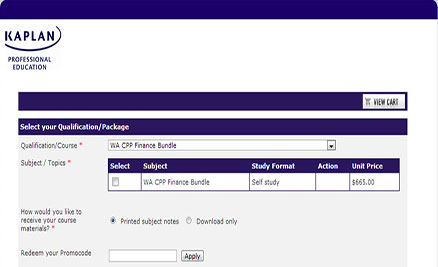 KAPLAN
PROFESSIONAL
EDUCATION
VIEW CART
Select your Qualification/Package
Qualification/Course * WA CPP Finance Bundle
Subject / Topics * Select Subject Study Format Action Unit Price
WA CPP Finance Bundle Self study $665.00
How would you like to
receive your course
materials? * Printed subject notes Download only
Redeem your Promocode Apply